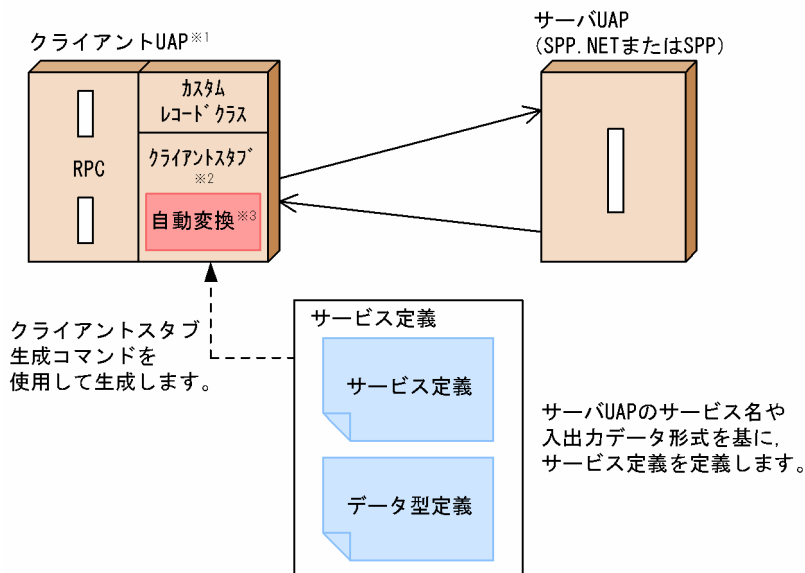 クライアントUAP※1
サーバUAP
(SPP.NETまたはSPP)
RPC
カスタム
レコードクラス
クライアントスタブ
※2
自動変換※3
クライアントスタブ
生成コマンドを
使用して生成します。
サービス定義
サービス定義
データ型定義
サーバUAPのサービス名や
入出力データ形式を基に,
サービス定義を定義します。